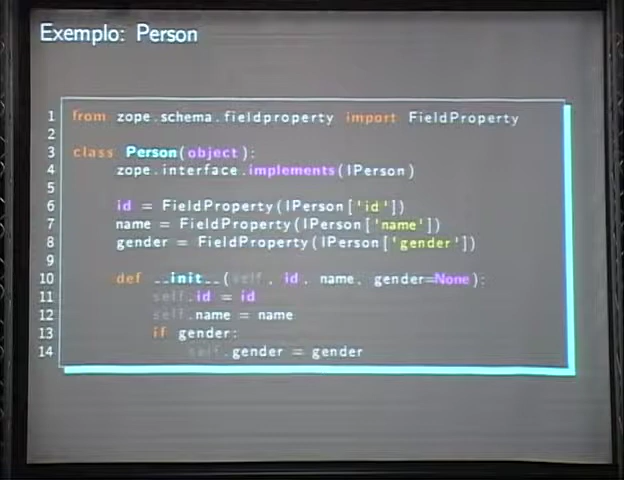 Exemplo: Person
1 from zope.schema.fieldproperty import FieldProperty
2
3 class Person(object):
4 zope.interface.implements(IPerson)
5
6 id = FieldProperty(IPerson['id'])
7 name = FieldProperty(IPerson['name'])
8 gender = FieldProperty(IPerson['gender'])
9
10 def __init__(self, id, name, gender=None):
11 self.id = id
12 self.name = name
13 if gender:
14 self.gender = gender